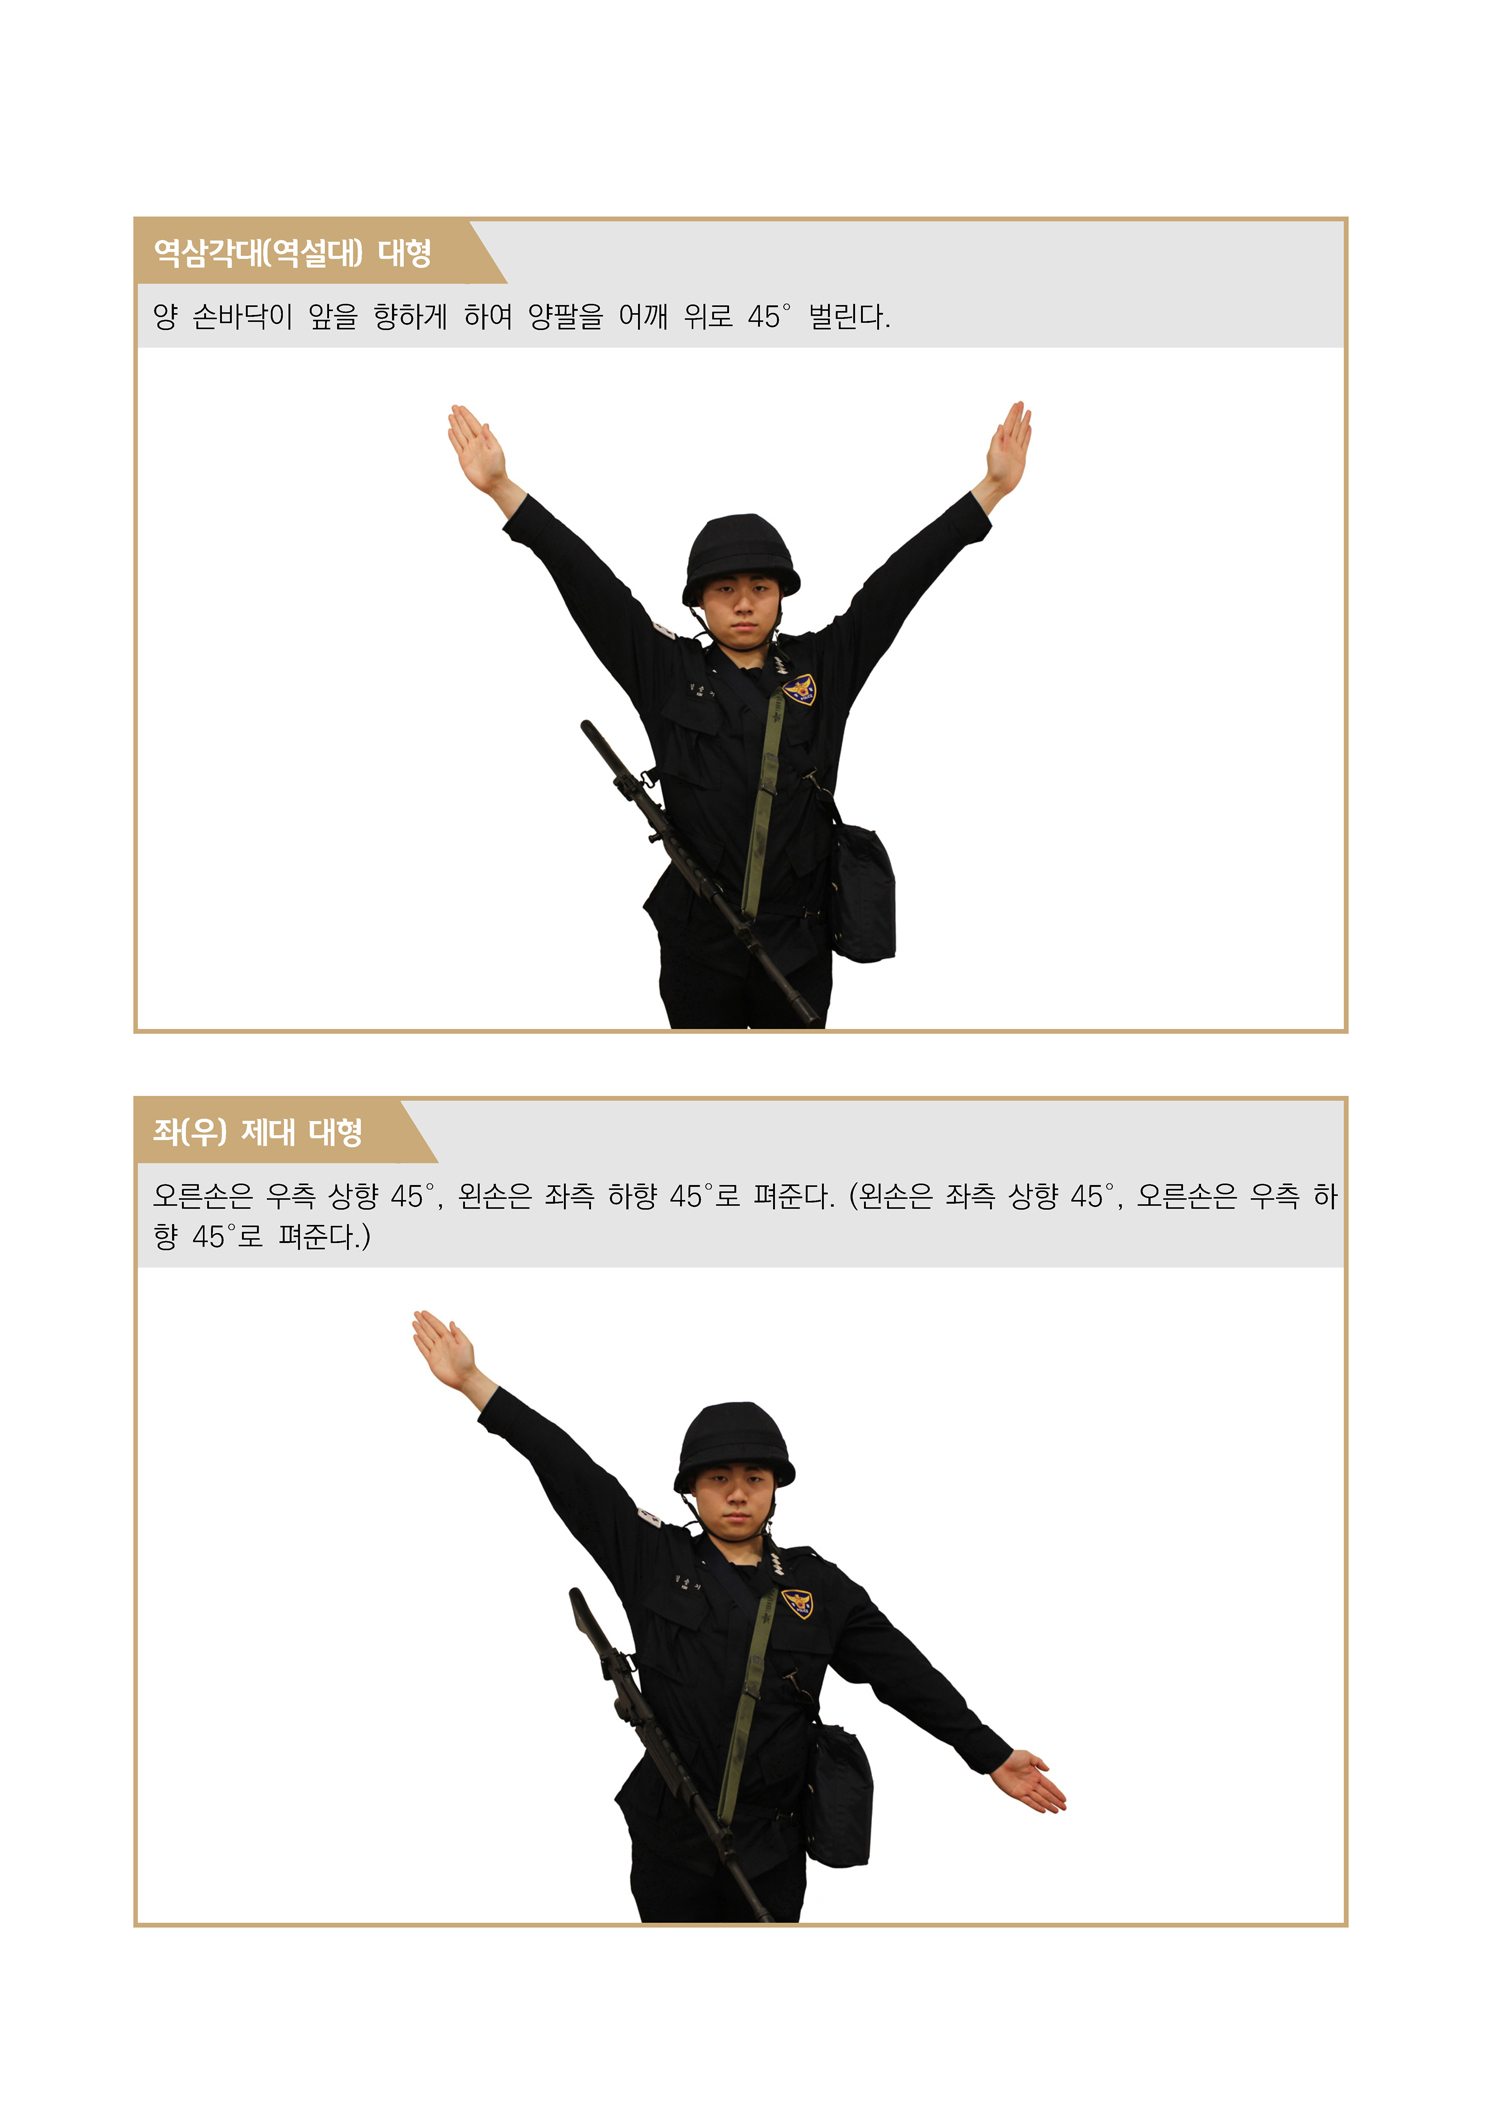 역삼각대(역설대) 대형
양 손바닥이 앞을 향하게 하여 양팔을 어깨 위로 45° 벌린다.
POLICE
좌(우) 제대 대형
오른손은 우측 상향 45°, 왼손은 좌측 하향 45°로 펴준다. (왼손은 좌측 상향 45°, 오른손은 우측 하
향 45°로 펴준다.)
POLICE